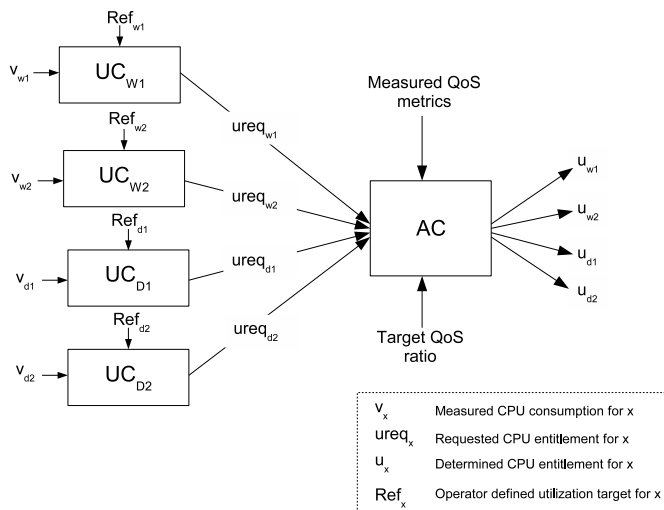 Ref_w1
v_w1
UC_W1
Ref_w2
v_w2
UC_W2
Ref_d1
v_d1
UC_D1
Ref_d2
v_d2
UC_D2
ureq_w1
ureq_w2
ureq_d1
ureq_d2
Measured QoS
metrics
AC
Target QoS
ratio
u_w1
u_w2
u_d1
u_d2
v_x Measured CPU consumption for x
ureq_x Requested CPU entitlement for x
u_x Determined CPU entitlement for x
Ref_x Operator defined utilization target for x